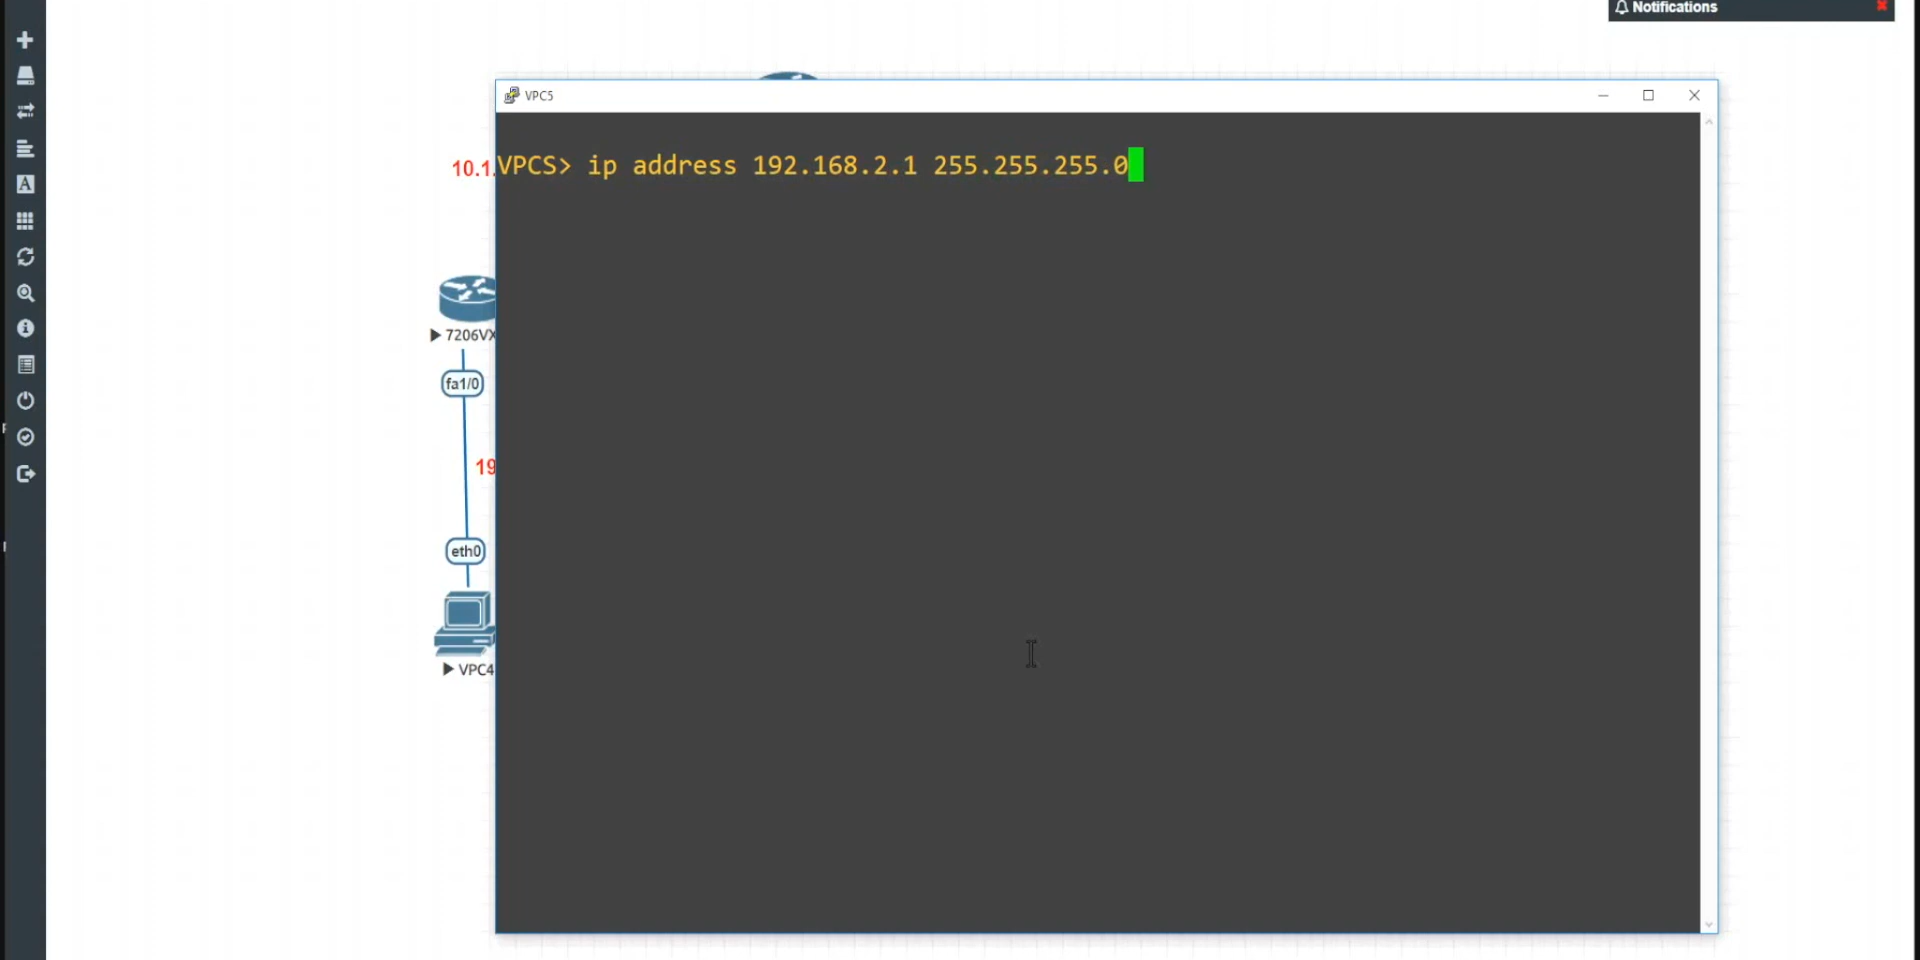 Notifications
VPC5
10.1.
VPCS> ip address 192.168.2.1 255.255.255.0
7206VX
fa1/0
19
eth0
VPC4